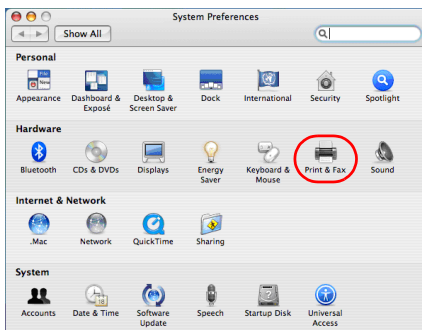 System Preferences
Show All
Personal
Appearance
Dashboard & Exposé
Desktop & Screen Saver
Dock
International
Security
Spotlight
Hardware
Bluetooth
CDs & DVDs
Displays
Energy Saver
Keyboard & Mouse
Print & Fax
Sound
Internet & Network
.Mac
Network
QuickTime
Sharing
System
Accounts
Date & Time
Software Update
Speech
Startup Disk
Universal Access